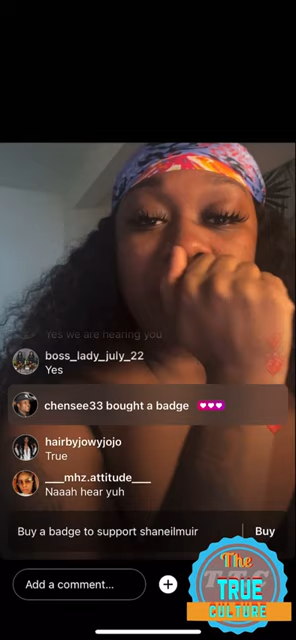 Yes we are hearing you
boss_lady_july_22
Yes
chensee33 bought a badge
hairbyjowyjojo
True
___mhz.attitude___
Naaah hear yuh
Buy a badge to support shaneilmuir
Buy
Add a comment...
The
TRUE
CULTURE